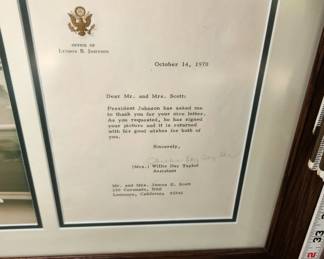 OFFICE OF
LYNDON B. JOHNSON
October 14, 1970
Dear Mr. and Mrs. Scott:
President Johnson has asked me
to thank you for your nice letter.
As you requested, he has signed
your picture and it is returned
with his good wishes for both of
you.
Sincerely,
(Mrs.) Willie Day Taylor
Assistant
Mr. and Mrs. James E. Scott
California
33